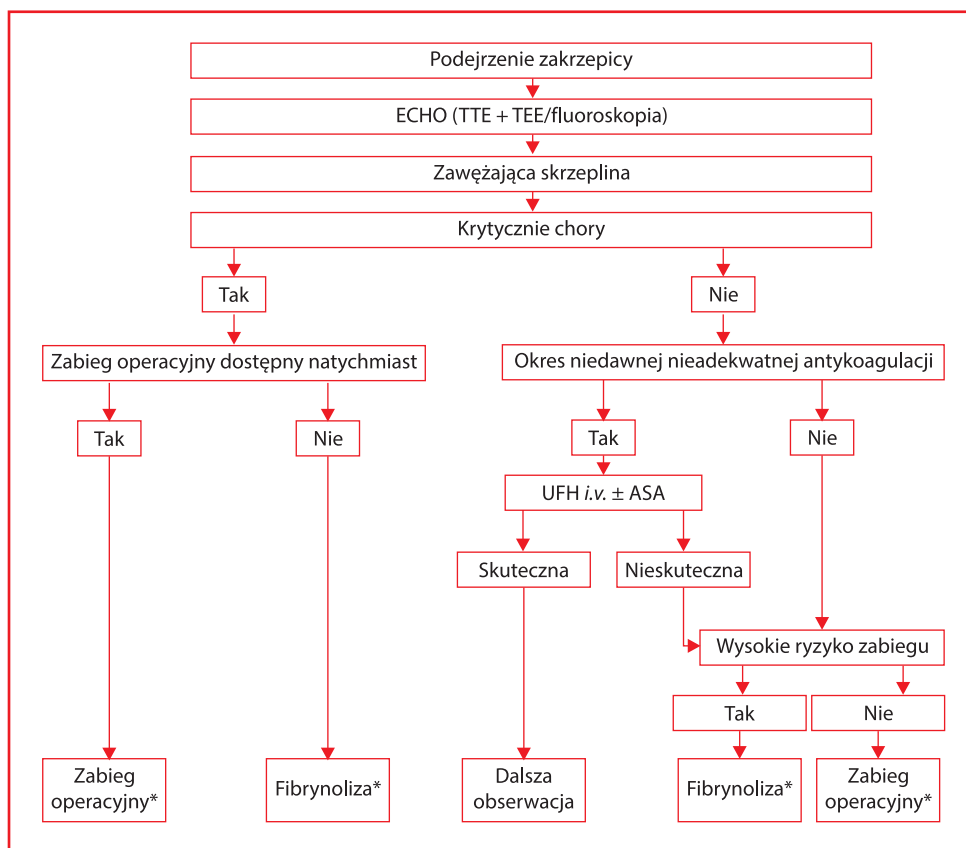 Podejrzenie zakrzepicy
ECHO (TTE + TEE/fluoroskopia)
Zawężająca skrzeplina
Krytycznie chory
Tak
Nie
Zabieg operacyjny dostępny natychmiast
Okres niedawnej nieadekwatnej antykoagulacji
Tak
Nie
Tak
Nie
UFH i.v. ± ASA
Skuteczna
Nieskuteczna
Wysokie ryzyko zabiegu
Tak
Nie
Zabieg
operacyjny*
Fibrynoliza*
Dalsza
obserwacja
Fibrynoliza*
Zabieg
operacyjny*